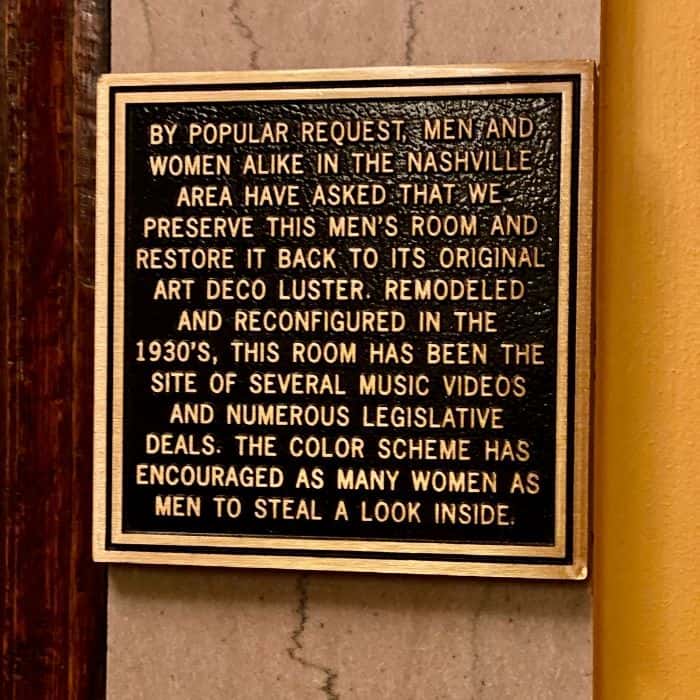 BY POPULAR REQUEST, MEN AND
WOMEN ALIKE IN THE NASHVILLE
AREA HAVE ASKED THAT WE
PRESERVE THIS MEN'S ROOM AND
RESTORE IT BACK TO ITS ORIGINAL
ART DECO LUSTER. REMODELED
AND RECONFIGURED IN THE
1930'S, THIS ROOM HAS BEEN THE
SITE OF SEVERAL MUSIC VIDEOS
AND NUMEROUS LEGISLATIVE
DEALS. THE COLOR SCHEME HAS
ENCOURAGED AS MANY WOMEN AS
MEN TO STEAL A LOOK INSIDE.